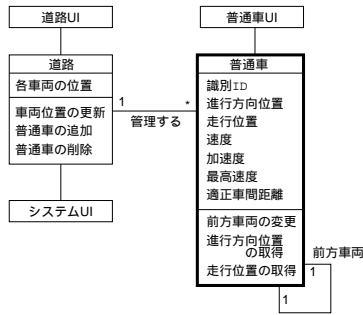 道路UI
普通車UI
道路
各車両の位置
車両位置の更新
普通車の追加
普通車の削除
1
*
管理する
システムUI
普通車
識別ID
進行方向位置
走行位置
速度
加速度
最高速度
適正車間距離
前方車両の変更
進行方向位置
の取得
走行位置の取得
前方車両
1
1